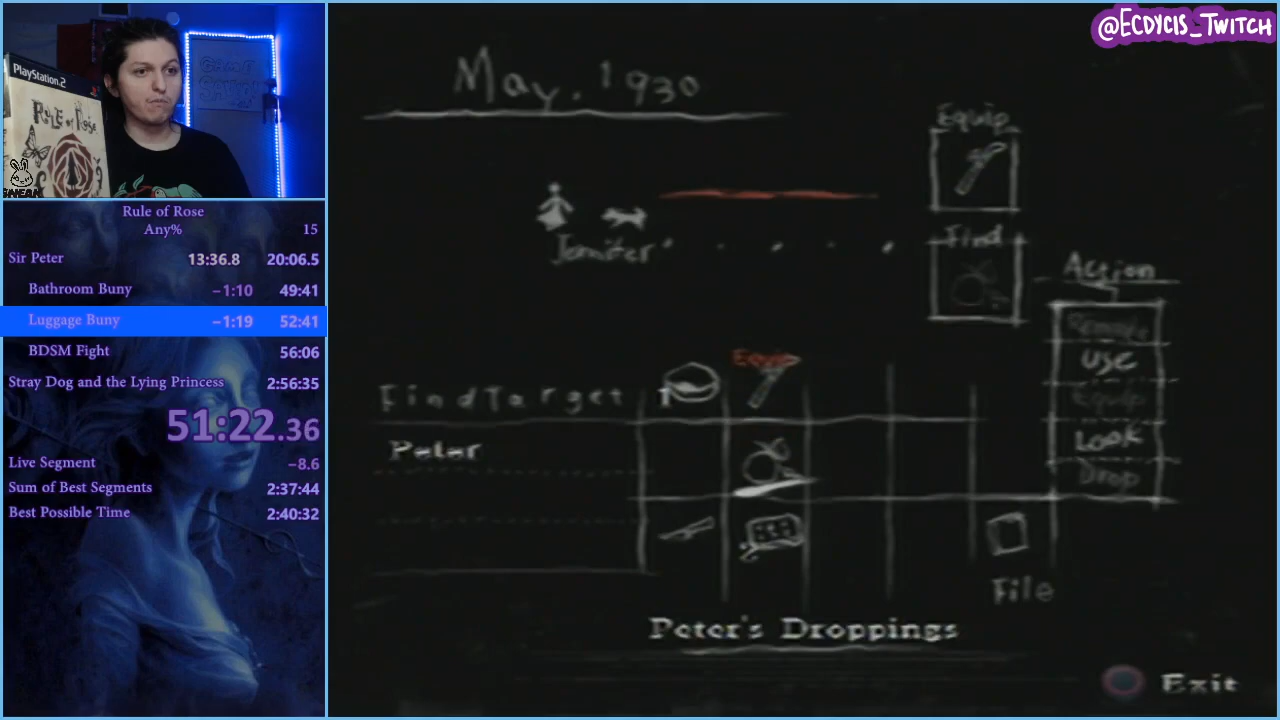 @Ecdycis_Twitch
PlayStation 2
RULE of RoSE
Rule of Rose
Any% 15
Sir Peter 13:36.8 20:06.5
Bathroom Buny −1:10 49:41
Luggage Buny −1:19 52:41
BDSM Fight 56:06
Stray Dog and the Lying Princess 2:56:35
51:22.36
Live Segment −8.6
Sum of Best Segments 2:37:44
Best Possible Time 2:40:32
May. 1930
Equip
Jennifer
Find
Action
Remove
Use
Equip
Look
Drop
Find Target
Equip
1
Peter
File
Peter's Droppings
Exit